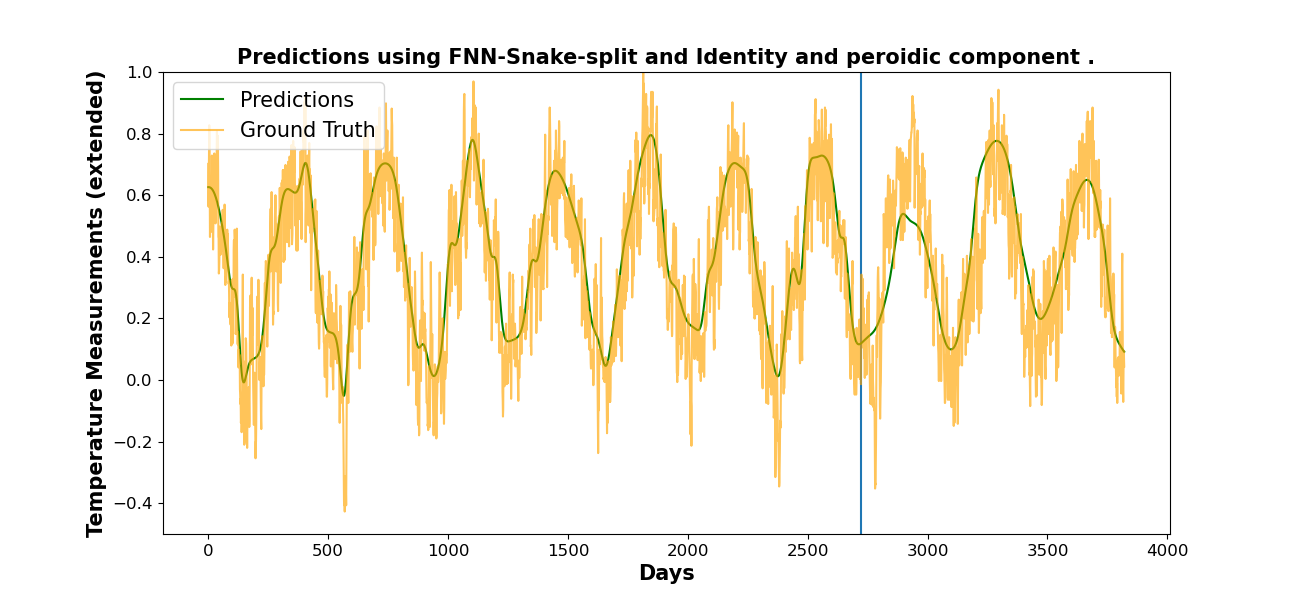 Predictions using FNN-Snake-split and Identity and peroidic component .
Predictions
Ground Truth
Temperature Measurements (extended)
1.0
0.8
0.6
0.4
0.2
0.0
−0.2
−0.4
0 500 1000 1500 2000 2500 3000 3500 4000
Days